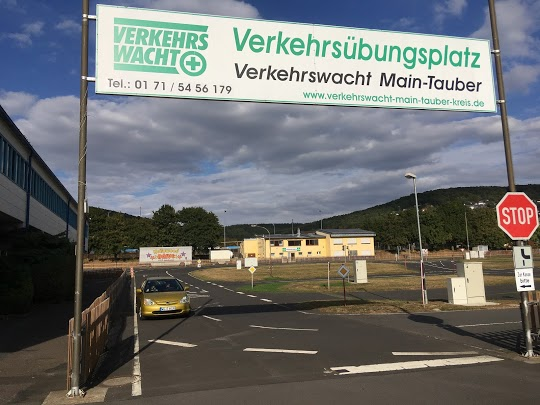 VERKEHRS
WACHT
Verkehrsübungsplatz
Verkehrswacht Main-Tauber
Tel.: 01 71 / 54 56 179
www.verkehrswacht-main-tauber-kreis.de
STOP